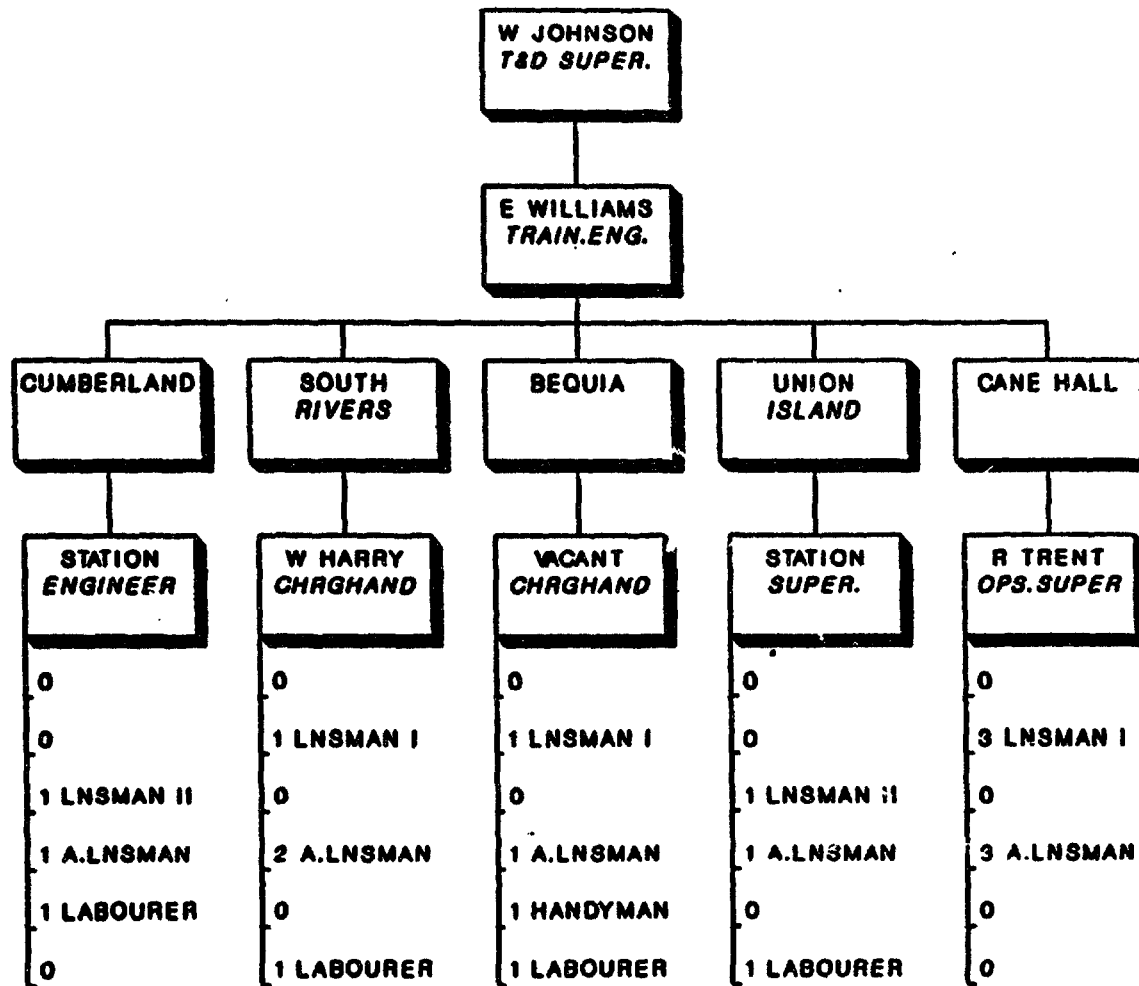 W JOHNSON
T&D SUPER.
E WILLIAMS
TRAIN.ENG.
CUMBERLAND
SOUTH
RIVERS
BEQUIA
UNION
ISLAND
CANE HALL
STATION
ENGINEER
W HARRY
CHRGHAND
VACANT
CHRGHAND
STATION
SUPER.
R TRENT
OPS.SUPER
0
0
1 LNSMAN II
1 A.LNSMAN
1 LABOURER
0
0
1 LNSMAN I
0
2 A.LNSMAN
0
1 LABOURER
0
1 LNSMAN I
0
1 A.LNSMAN
1 HANDYMAN
1 LABOURER
0
0
1 LNSMAN II
1 A.LNSMAN
0
1 LABOURER
0
3 LNSMAN I
0
3 A.LNSMAN
0
0